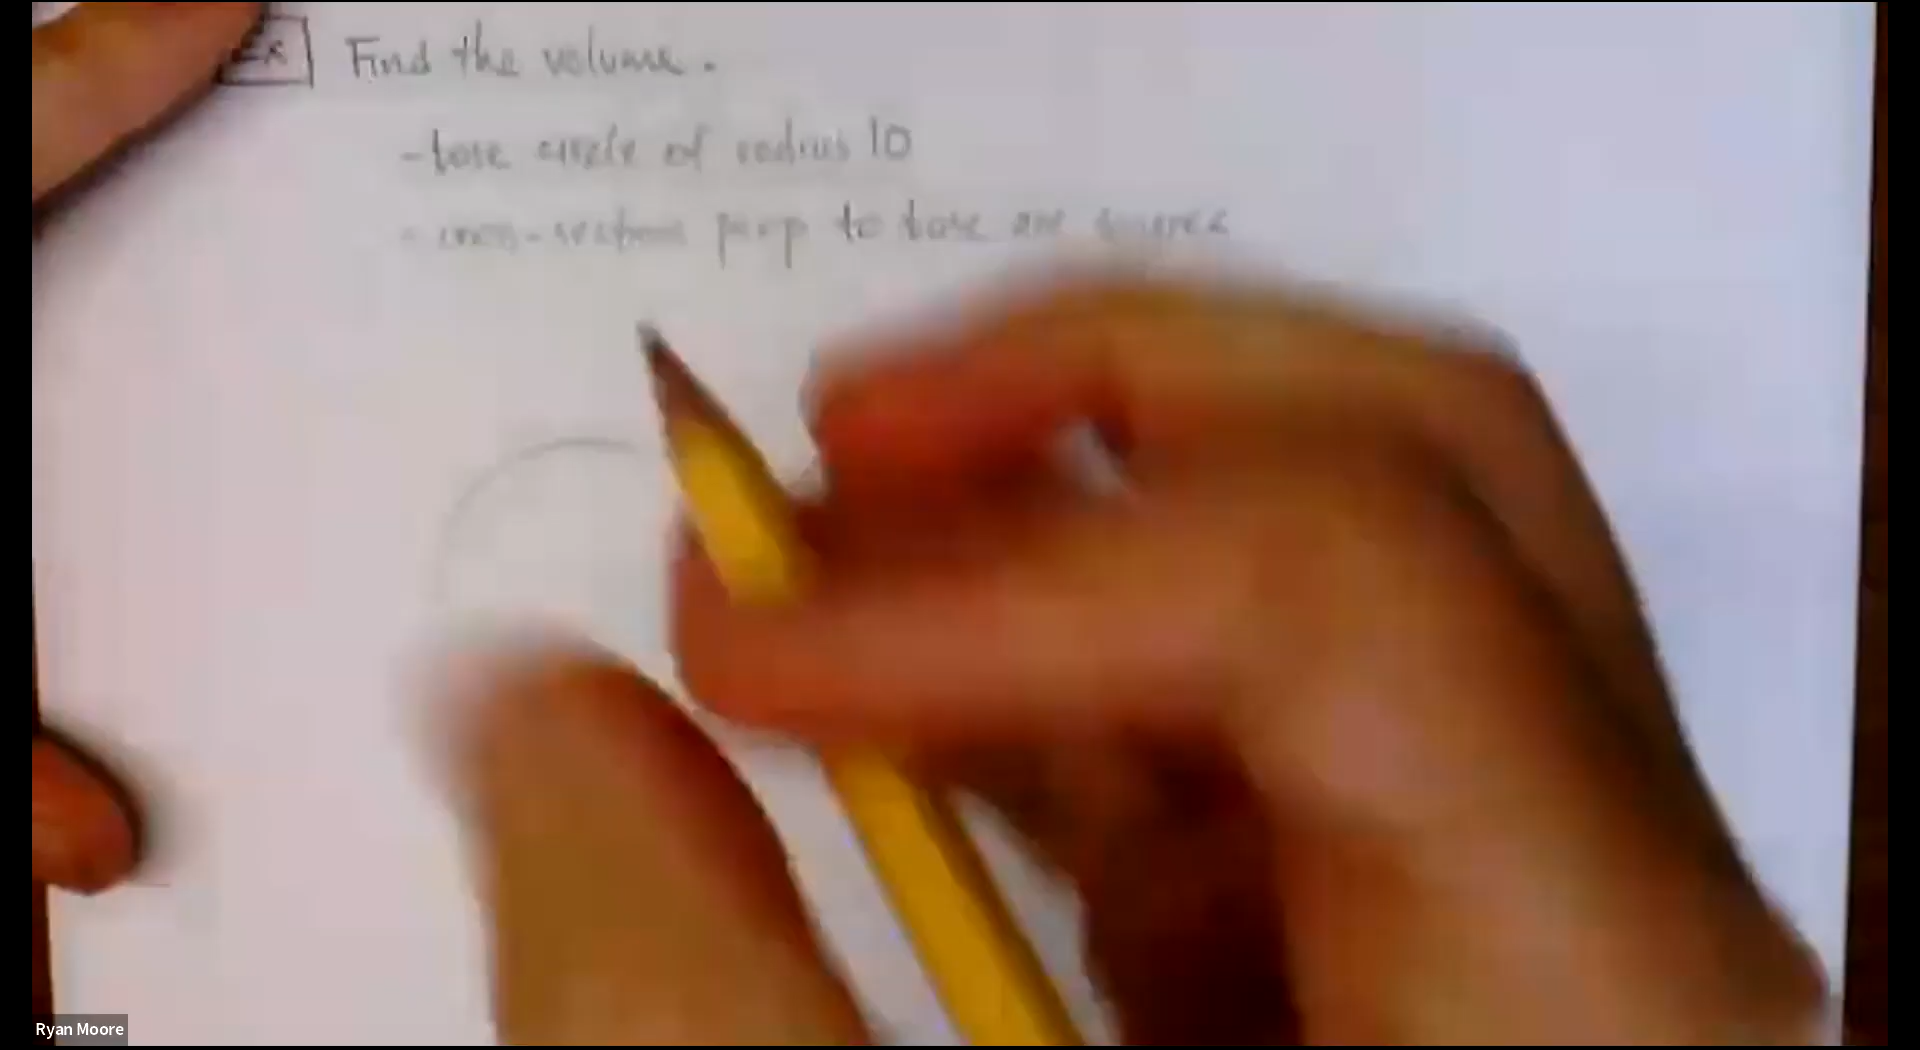 Ex Find the volume.
- base circle of radius 10
- cross-sections perp to base are squares
Ryan Moore